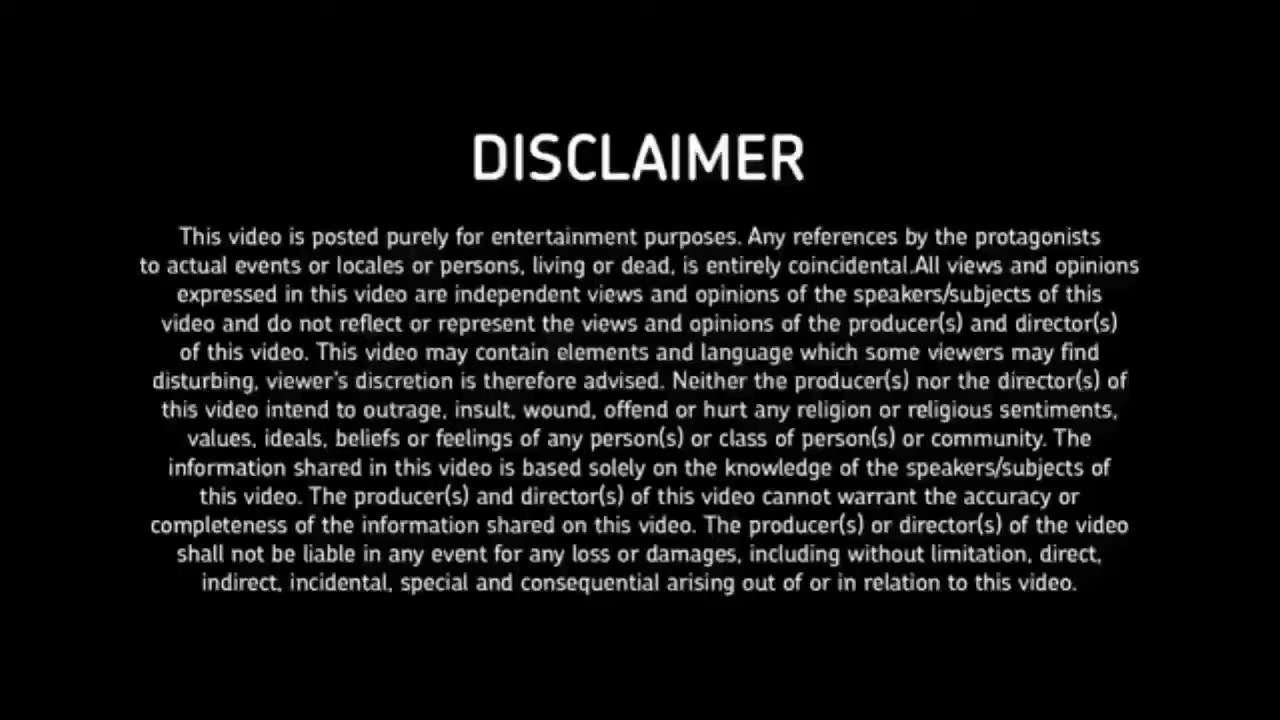 DISCLAIMER
This video is posted purely for entertainment purposes. Any references by the protagonists
to actual events or locales or persons, living or dead, is entirely coincidental.All views and opinions
expressed in this video are independent views and opinions of the speakers/subjects of this
video and do not reflect or represent the views and opinions of the producer(s) and director(s)
of this video. This video may contain elements and language which some viewers may find
disturbing, viewer's discretion is therefore advised. Neither the producer(s) nor the director(s) of
this video intend to outrage, insult, wound, offend or hurt any religion or religious sentiments,
values, ideals, beliefs or feelings of any person(s) or class of person(s) or community. The
information shared in this video is based solely on the knowledge of the speakers/subjects of
this video. The producer(s) and director(s) of this video cannot warrant the accuracy or
completeness of the information shared on this video. The producer(s) or director(s) of the video
shall not be liable in any event for any loss or damages, including without limitation, direct,
indirect, incidental, special and consequential arising out of or in relation to this video.